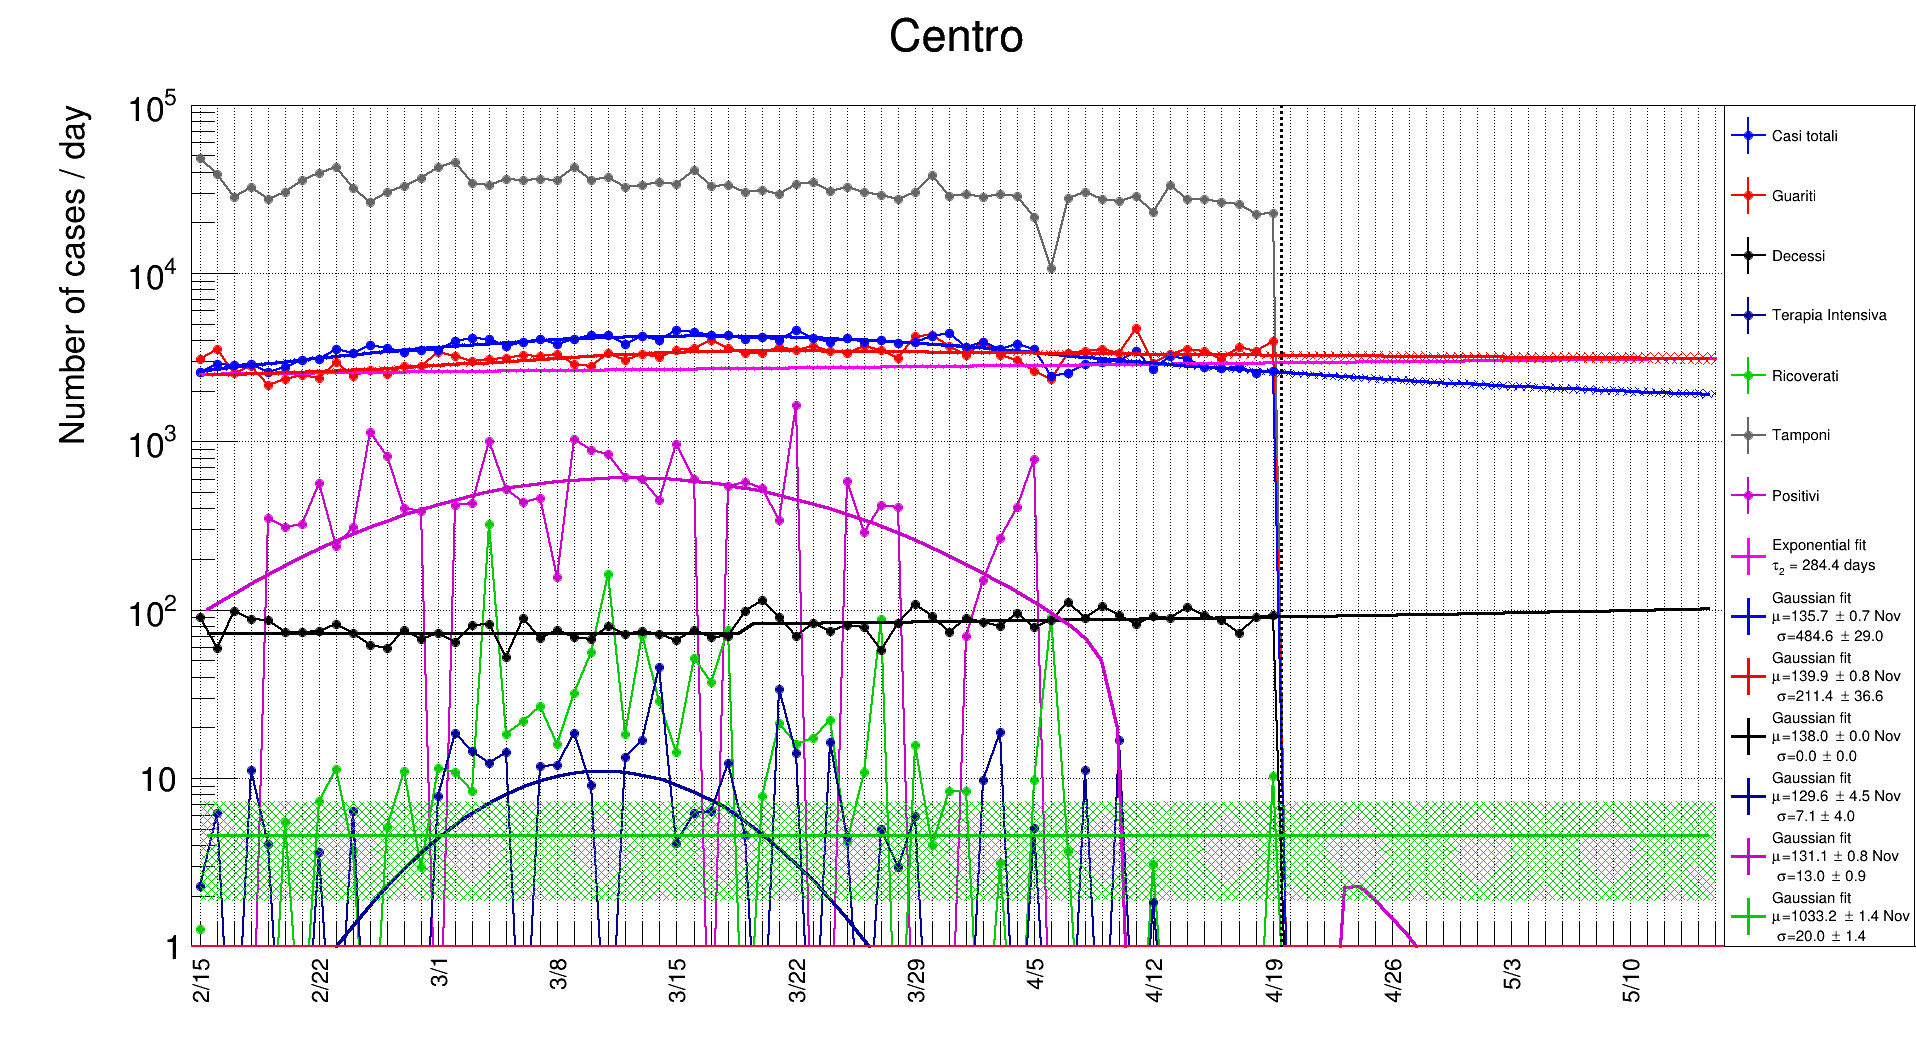 Centro
Number of cases / day
10^5
10^4
10^3
10^2
10
1
2/15
2/22
3/1
3/8
3/15
3/22
3/29
4/5
4/12
4/19
4/26
5/3
5/10
Casi totali
Guariti
Decessi
Terapia Intensiva
Ricoverati
Tamponi
Positivi
Exponential fit
τ₂ = 284.4 days
Gaussian fit
μ=135.7 ± 0.7 Nov
σ=484.6 ± 29.0
Gaussian fit
μ=139.9 ± 0.8 Nov
σ=211.4 ± 36.6
Gaussian fit
μ=138.0 ± 0.0 Nov
σ=0.0 ± 0.0
Gaussian fit
μ=129.6 ± 4.5 Nov
σ=7.1 ± 4.0
Gaussian fit
μ=131.1 ± 0.8 Nov
σ=13.0 ± 0.9
Gaussian fit
μ=1033.2 ± 1.4 Nov
σ=20.0 ± 1.4